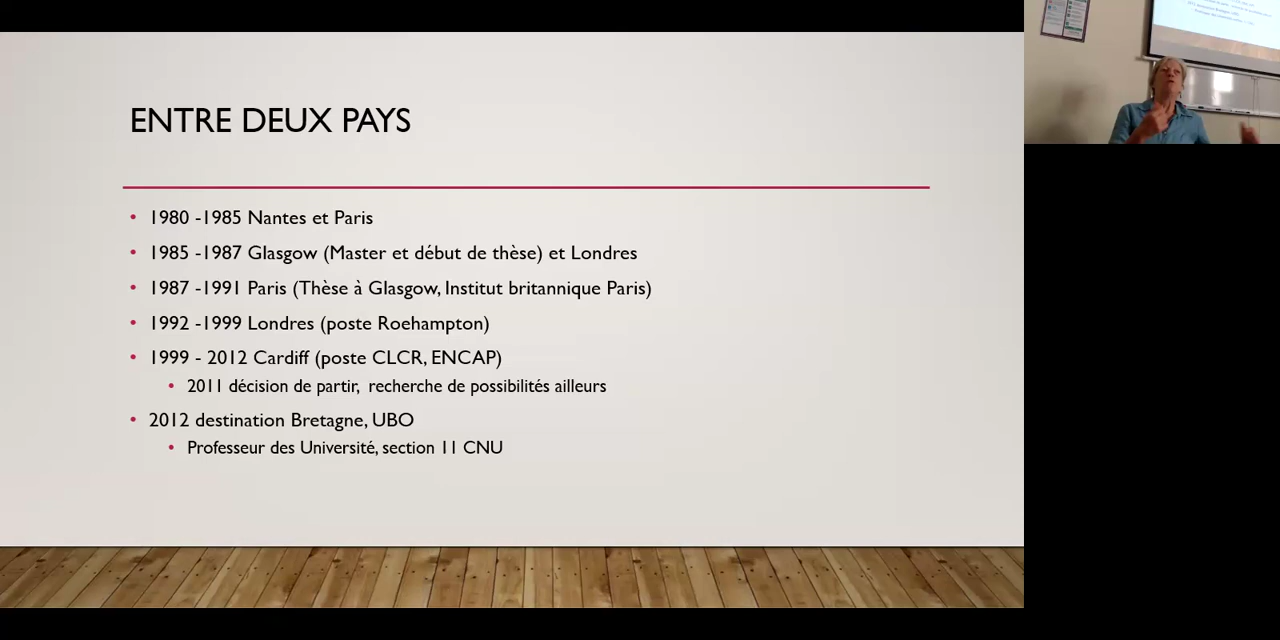 ENTRE DEUX PAYS
• 1980 -1985 Nantes et Paris
• 1985 -1987 Glasgow (Master et début de thèse) et Londres
• 1987 -1991 Paris (Thèse à Glasgow, Institut britannique Paris)
• 1992 -1999 Londres (poste Roehampton)
• 1999 - 2012 Cardiff (poste CLCR, ENCAP)
• 2011 décision de partir, recherche de possibilités ailleurs
• 2012 destination Bretagne, UBO
• Professeur des Université, section 11 CNU